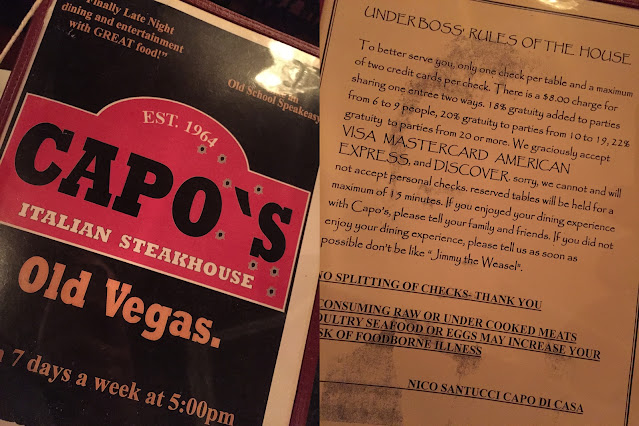 Finally Late Night
dining and entertainment
with GREAT food!"
Old School Speakeasy
EST. 1964
CAPO'S
ITALIAN STEAKHOUSE
Old Vegas.
7 days a week at 5:00pm
UNDERBOSS' RULES OF THE HOUSE
To better serve you, only one check per table and a maximum
of two credit cards per check. There is a $8.00 charge for
sharing one entree two ways. 18% gratuity added to parties
from 6 to 9 people, 20% gratuity to parties from 10 to 19, 22%
gratuity to parties from 20 or more. We graciously accept
VISA MASTERCARD AMERICAN
EXPRESS, and DISCOVER. sorry, we cannot and will
not accept personal checks. reserved tables will be held for a
maximum of 15 minutes. If you enjoyed your dining experience
with Capo's, please tell your family and friends. If you did not
enjoy your dining experience, please tell us as soon as
possible don't be like "Jimmy the Weasel".
NO SPLITTING OF CHECKS- THANK YOU
CONSUMING RAW OR UNDER COOKED MEATS
POULTRY SEAFOOD OR EGGS MAY INCREASE YOUR
RISK OF FOODBORNE ILLNESS
NICO SANTUCCI CAPO DI CASA